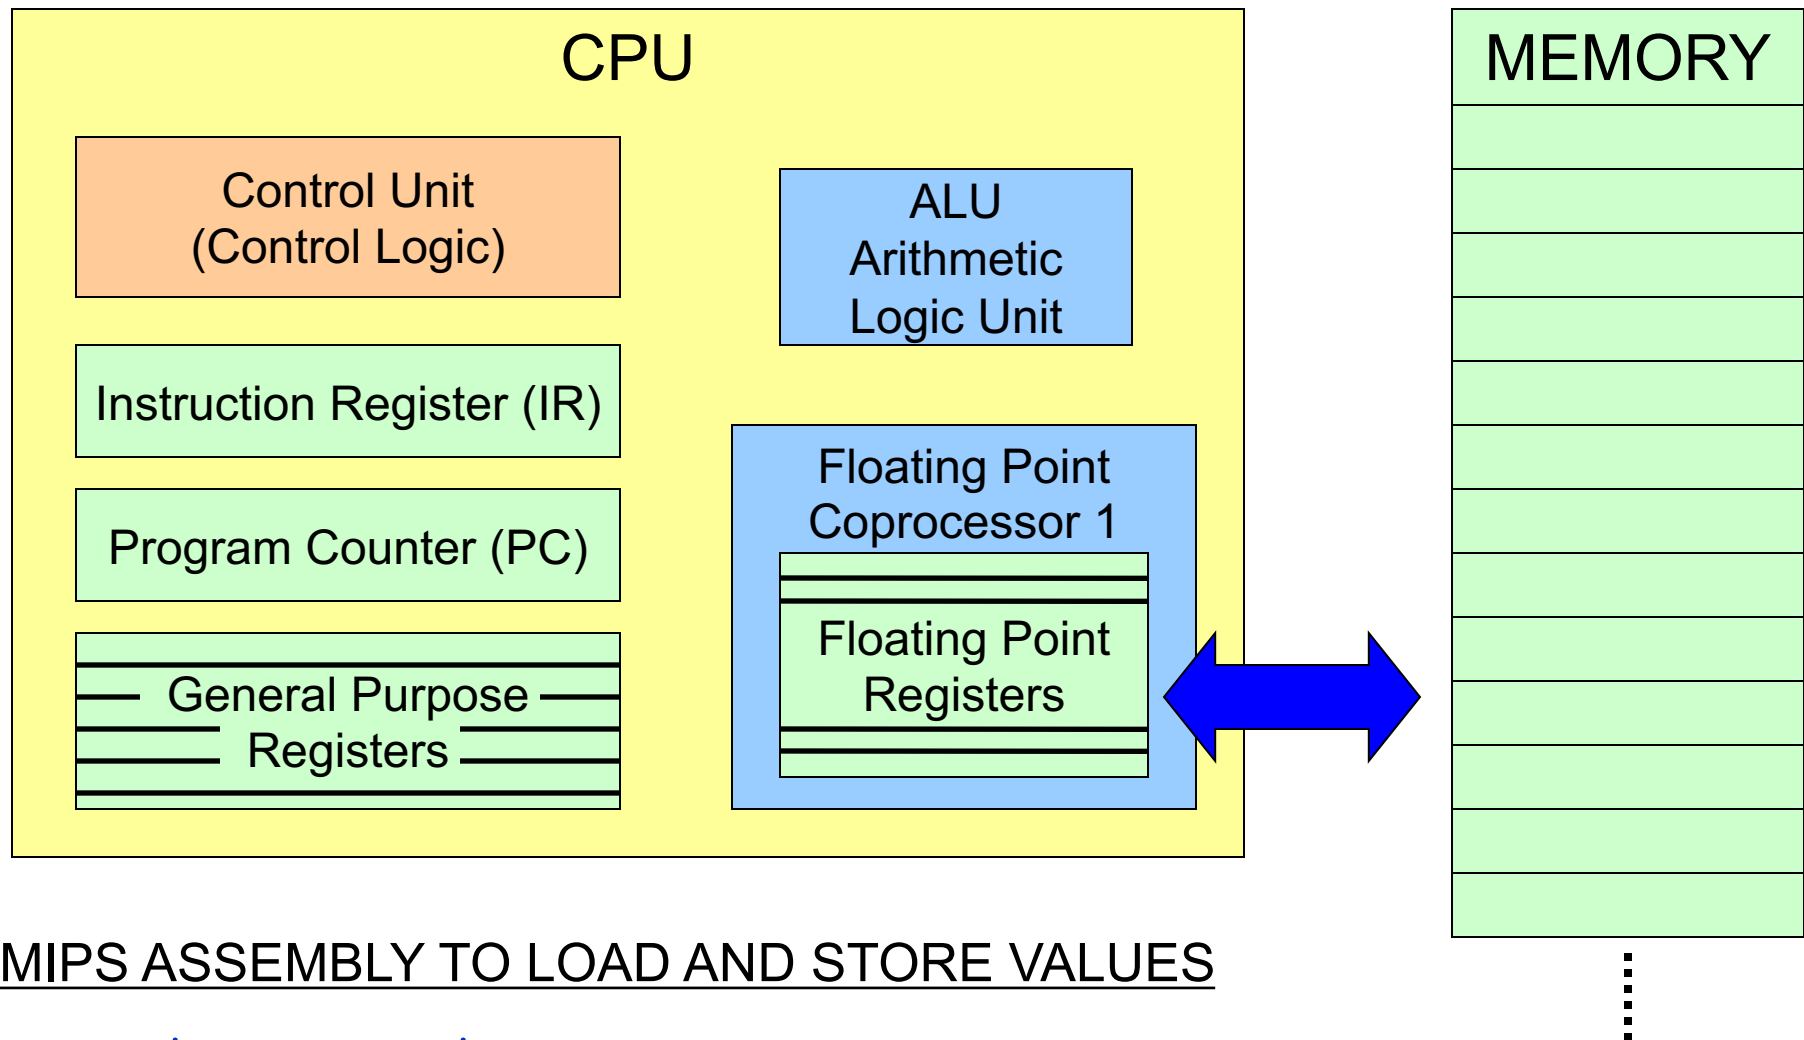 CPU
Control Unit
(Control Logic)
Instruction Register (IR)
Program Counter (PC)
General Purpose
Registers
ALU
Arithmetic
Logic Unit
Floating Point
Coprocessor 1
Floating Point
Registers
MEMORY
MIPS ASSEMBLY TO LOAD AND STORE VALUES